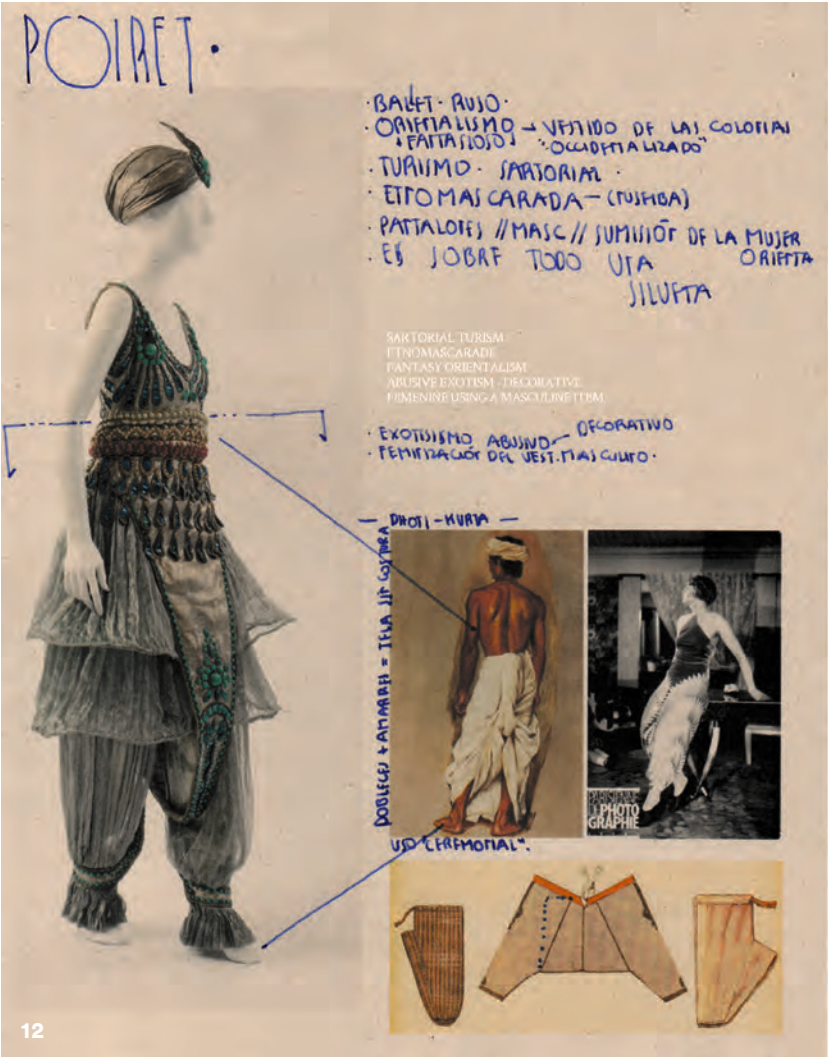 POIRET.
· BALLET · RUSO ·
· ORIENTALISMO → VESTIDO DE LAS COLONIAS
FANTASIOSO "OCCIDENTALIZADO"
· TURISMO · SARTORIAL ·
· ETNOMASCARADA —
· PANTALONES // MASC // SUMISIÓN DE LA MUJER
ORIENTA
· ES SOBRE TODO UNA
SILUETA
SARTORIAL TURISM
ETNOMASCARADE
FANTASY ORIENTALISM
ABUSIVE EXOTISM - DECORATIVE
FEMENINE USING A MASCULINE ITEM
· EXOTISISMO ABUSIVO — DECORATIVO
· FEMINIZACIÓN DEL VEST. MASCULINO ·
— DHOTI - KURTA —
DOBLECES + AMARRES = TELA SIN COSTURA
PHOTO
GRAPHIE
USO "CEREMONIAL".
12